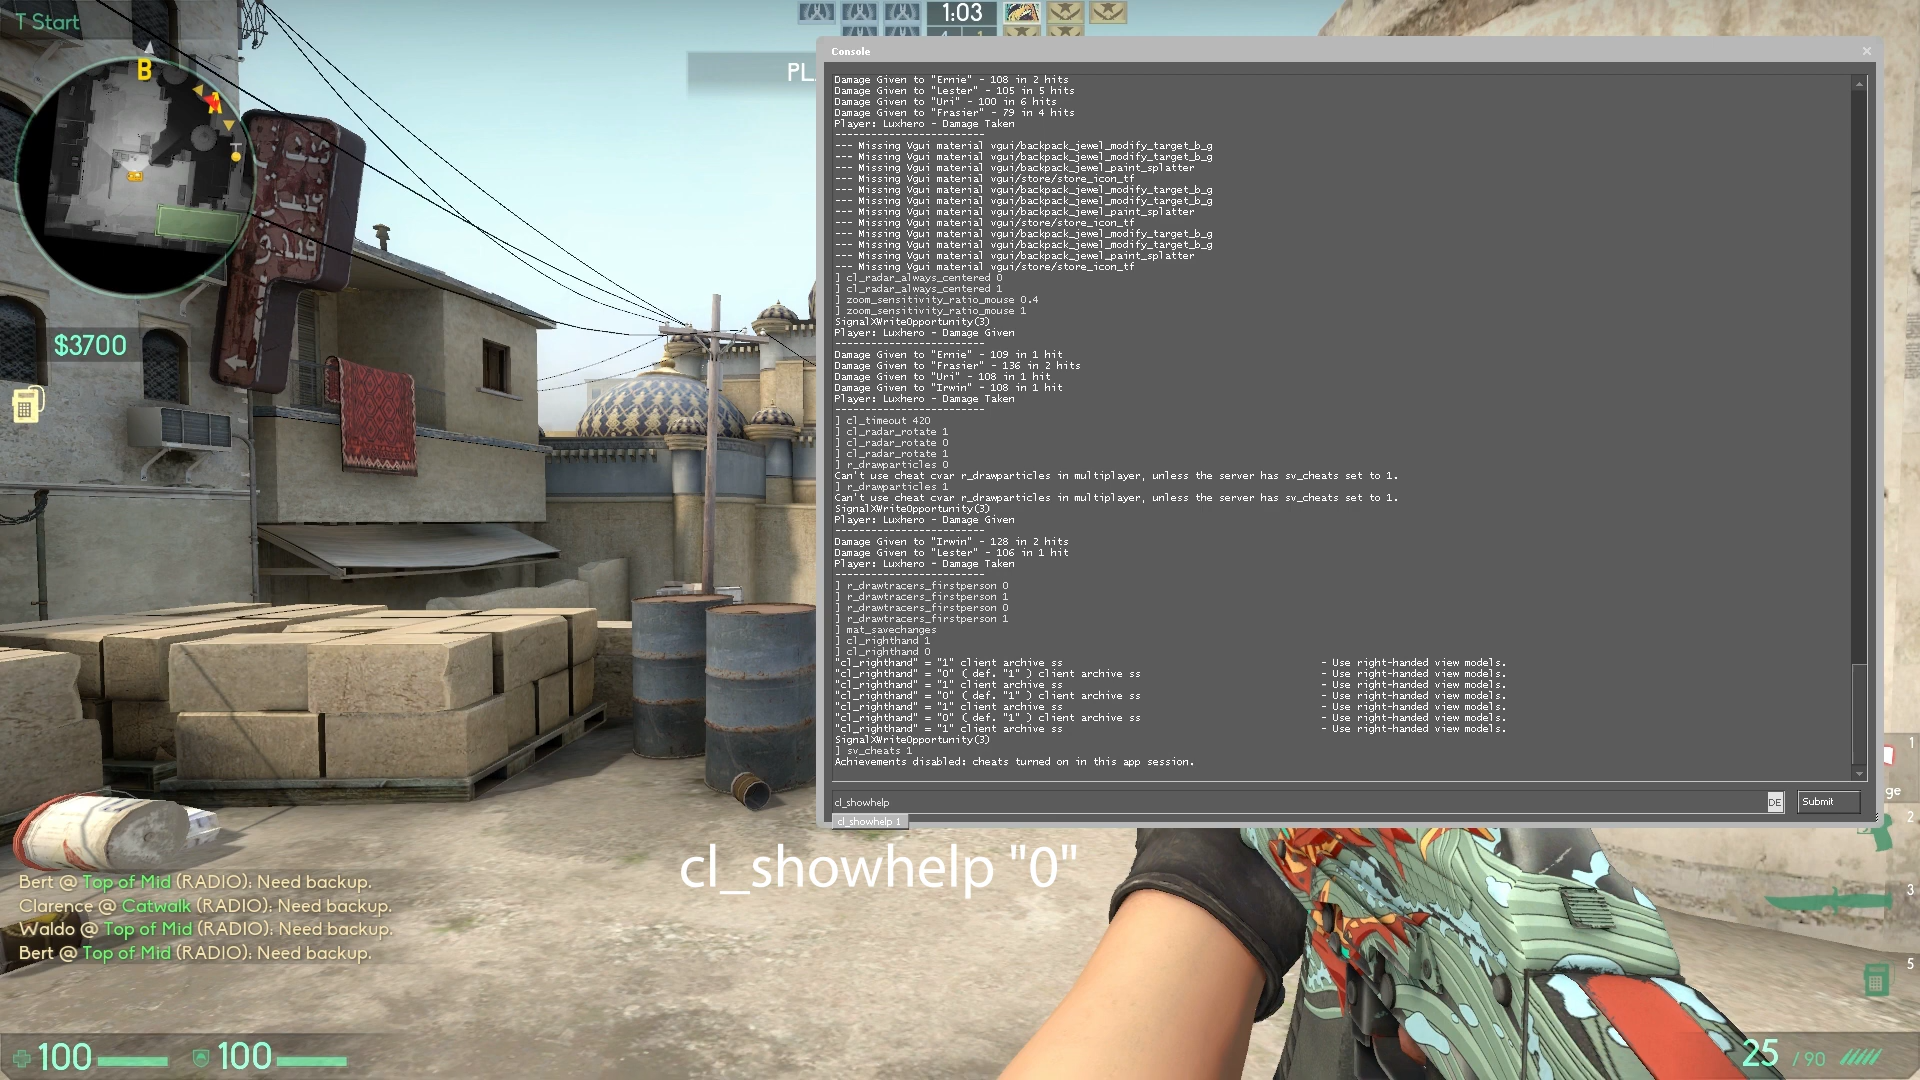 T Start
1:03
B
A
T
PL
$3700
Console
Damage Given to "Ernie" - 108 in 2 hits
Damage Given to "Lester" - 105 in 5 hits
Damage Given to "Uri" - 100 in 6 hits
Damage Given to "Frasier" - 79 in 4 hits
Player: Luxhero - Damage Taken
-------------------------
--- Missing Vgui material vgui/backpack_jewel_modify_target_b_g
--- Missing Vgui material vgui/backpack_jewel_modify_target_b_g
--- Missing Vgui material vgui/backpack_jewel_paint_splatter
--- Missing Vgui material vgui/store/store_icon_tf
--- Missing Vgui material vgui/backpack_jewel_modify_target_b_g
--- Missing Vgui material vgui/backpack_jewel_modify_target_b_g
--- Missing Vgui material vgui/backpack_jewel_paint_splatter
--- Missing Vgui material vgui/store/store_icon_tf
--- Missing Vgui material vgui/backpack_jewel_modify_target_b_g
--- Missing Vgui material vgui/backpack_jewel_modify_target_b_g
--- Missing Vgui material vgui/backpack_jewel_paint_splatter
--- Missing Vgui material vgui/store/store_icon_tf
] cl_radar_always_centered 0
] cl_radar_always_centered 1
] zoom_sensitivity_ratio_mouse 0.4
] zoom_sensitivity_ratio_mouse 1
SignalXWriteOpportunity(3)
Player: Luxhero - Damage Given
-------------------------
Damage Given to "Ernie" - 109 in 1 hit
Damage Given to "Frasier" - 136 in 2 hits
Damage Given to "Uri" - 108 in 1 hit
Damage Given to "Irwin" - 108 in 1 hit
Player: Luxhero - Damage Taken
-------------------------
] cl_timeout 420
] cl_radar_rotate 1
] cl_radar_rotate 0
] cl_radar_rotate 1
] r_drawparticles 0
Can't use cheat cvar r_drawparticles in multiplayer, unless the server has sv_cheats set to 1.
] r_drawparticles 1
Can't use cheat cvar r_drawparticles in multiplayer, unless the server has sv_cheats set to 1.
SignalXWriteOpportunity(3)
Player: Luxhero - Damage Given
-------------------------
Damage Given to "Irwin" - 128 in 2 hits
Damage Given to "Lester" - 106 in 1 hit
Player: Luxhero - Damage Taken
-------------------------
] r_drawtracers_firstperson 0
] r_drawtracers_firstperson 1
] r_drawtracers_firstperson 0
] r_drawtracers_firstperson 1
] mat_savechanges
] cl_righthand 1
] cl_righthand 0
"cl_righthand" = "1" client archive ss - Use right-handed view models.
"cl_righthand" = "0" ( def. "1" ) client archive ss - Use right-handed view models.
"cl_righthand" = "1" client archive ss - Use right-handed view models.
"cl_righthand" = "0" ( def. "1" ) client archive ss - Use right-handed view models.
"cl_righthand" = "1" client archive ss - Use right-handed view models.
"cl_righthand" = "0" ( def. "1" ) client archive ss - Use right-handed view models.
"cl_righthand" = "1" client archive ss - Use right-handed view models.
SignalXWriteOpportunity(3)
] sv_cheats 1
Achievements disabled: cheats turned on in this app session.
cl_showhelp
DE
Submit
cl_showhelp 1
cl_showhelp "0"
Bert @ Top of Mid (RADIO): Need backup.
Clarence @ Catwalk (RADIO): Need backup.
Waldo @ Top of Mid (RADIO): Need backup.
Bert @ Top of Mid (RADIO): Need backup.
1
ge
2
3
5
100
100
25 / 90